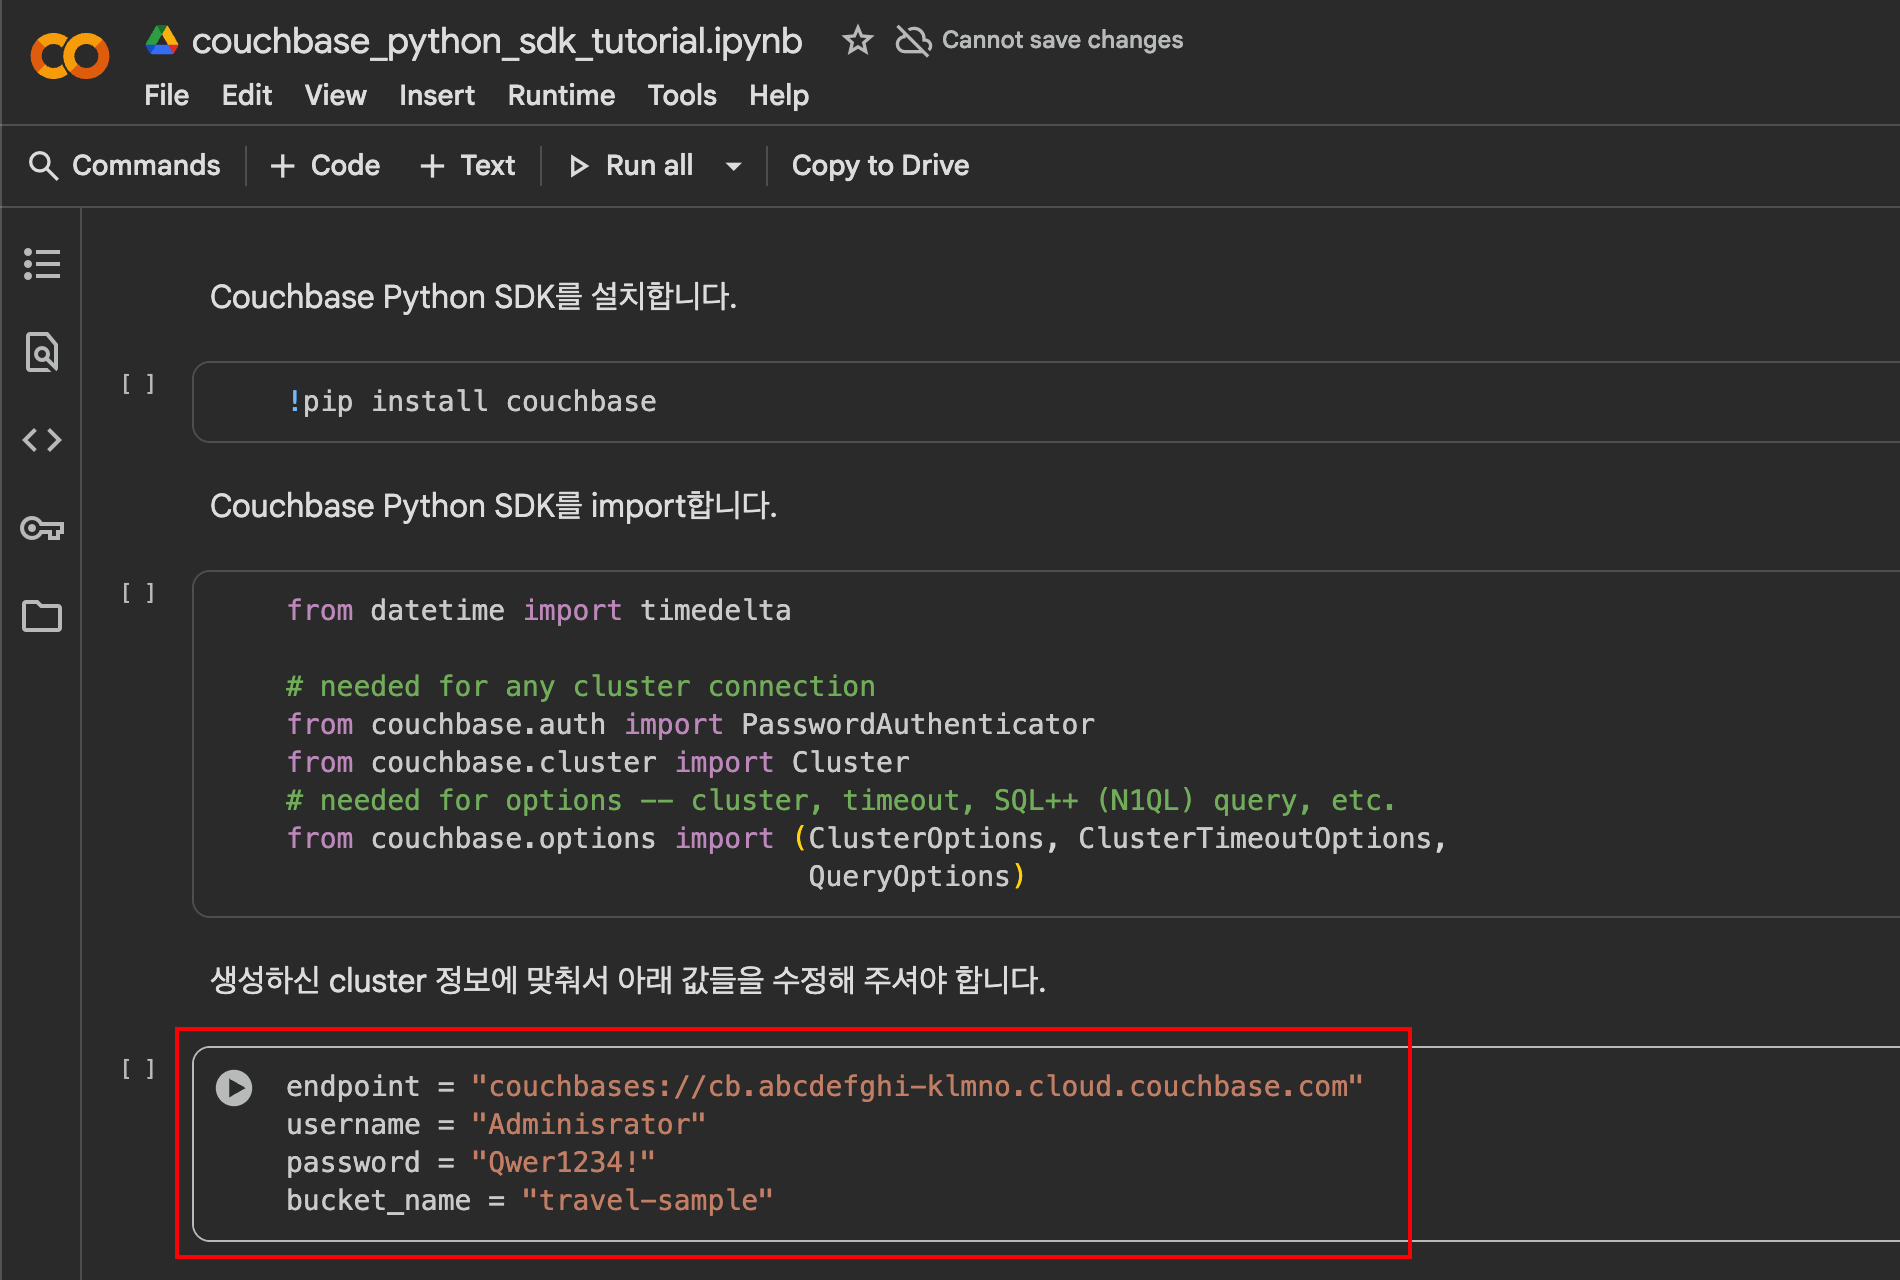 couchbase_python_sdk_tutorial.ipynb
Cannot save changes
File Edit View Insert Runtime Tools Help
Commands + Code + Text Run all Copy to Drive
Couchbase Python SDK를 설치합니다.
[ ]
!pip install couchbase
Couchbase Python SDK를 import합니다.
[ ]
from datetime import timedelta
# needed for any cluster connection
from couchbase.auth import PasswordAuthenticator
from couchbase.cluster import Cluster
# needed for options -- cluster, timeout, SQL++ (N1QL) query, etc.
from couchbase.options import (ClusterOptions, ClusterTimeoutOptions,
QueryOptions)
생성하신 cluster 정보에 맞춰서 아래 값들을 수정해 주셔야 합니다.
[ ]
endpoint = "couchbases://cb.abcdefghi-klmno.cloud.couchbase.com"
username = "Adminisrator"
password = "Qwer1234!"
bucket_name = "travel-sample"